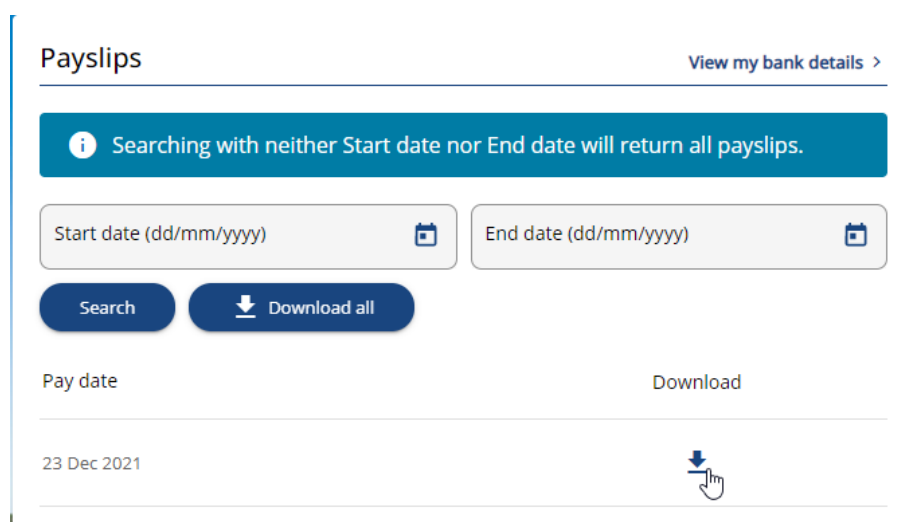 Payslips
View my bank details >
Searching with neither Start date nor End date will return all payslips.
Start date (dd/mm/yyyy)
End date (dd/mm/yyyy)
Search
Download all
Pay date
Download
23 Dec 2021